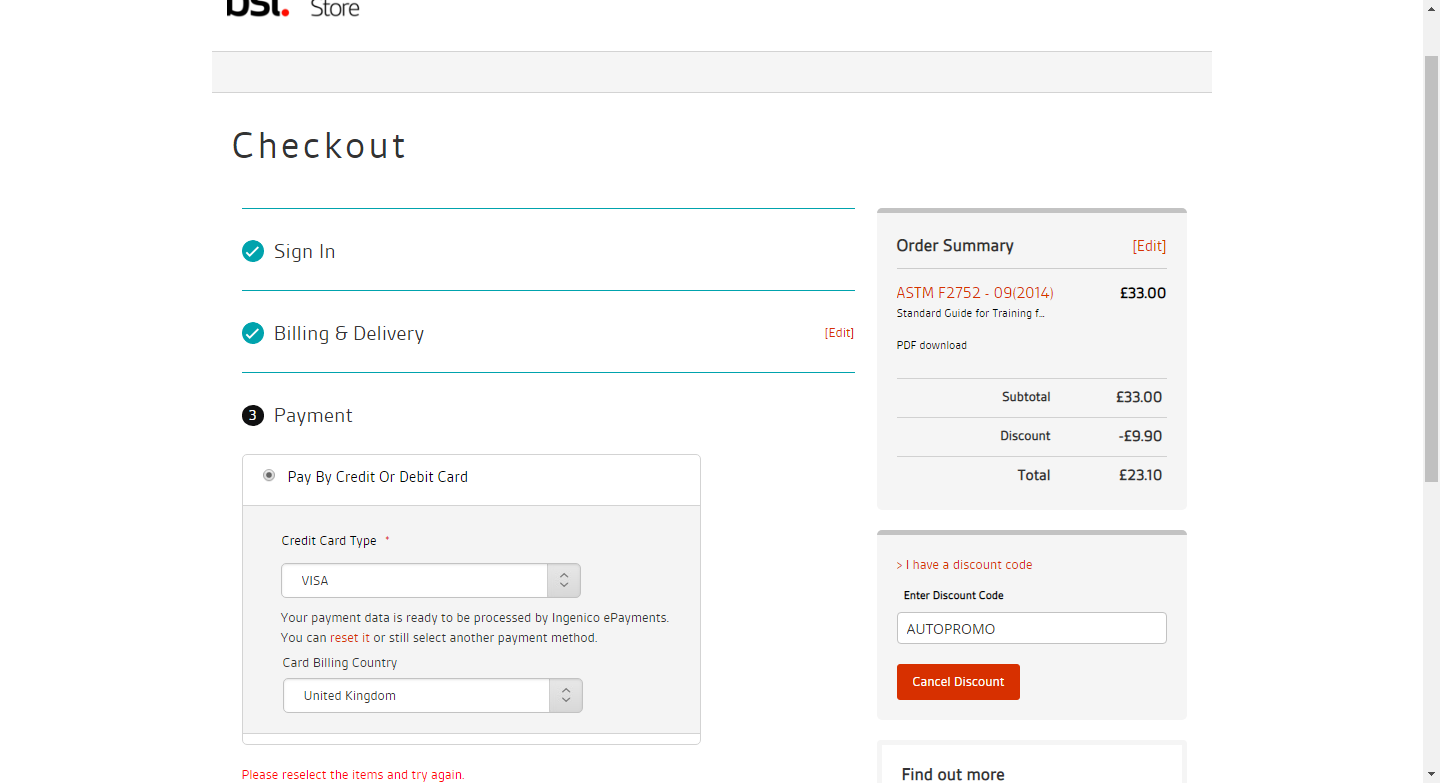 bsi. Store
Checkout
Sign In
Billing & Delivery [Edit]
3 Payment
Pay By Credit Or Debit Card
Credit Card Type *
VISA
Your payment data is ready to be processed by Ingenico ePayments.
You can reset it or still select another payment method.
Card Billing Country
United Kingdom
Please reselect the items and try again.
Order Summary [Edit]
ASTM F2752 - 09(2014) £33.00
Standard Guide for Training f...
PDF download
Subtotal £33.00
Discount -£9.90
Total £23.10
> I have a discount code
Enter Discount Code
AUTOPROMO
Cancel Discount
Find out more